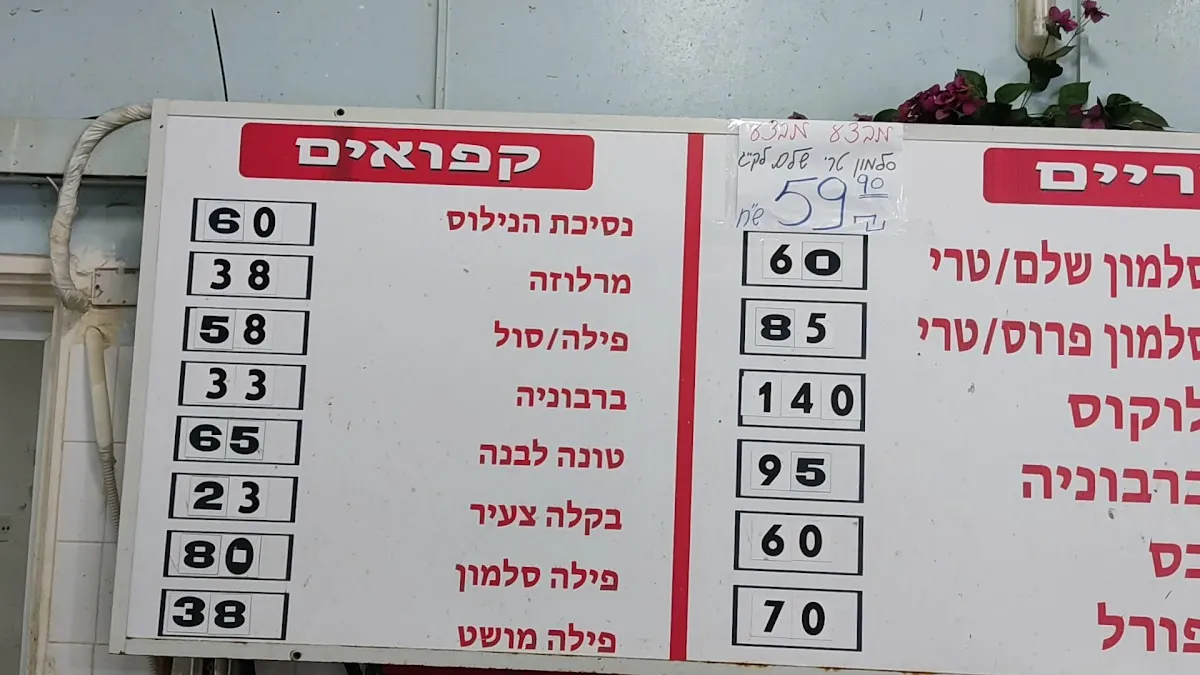 מבצע מבצע
סלמון טרי שלם לק"ג
59.90 ש"ח
ריים
סלמון שלם/טרי 60
סלמון פרוס/טרי 85
לוקוס 140
ברבוניה 95
בס 60
פורל 70
קפואים
נסיכת הנילוס 60
מרלוזה 38
פילה/סול 58
ברבוניה 33
טונה לבנה 65
בקלה צעיר 23
פילה סלמון 80
פילה מושט 38